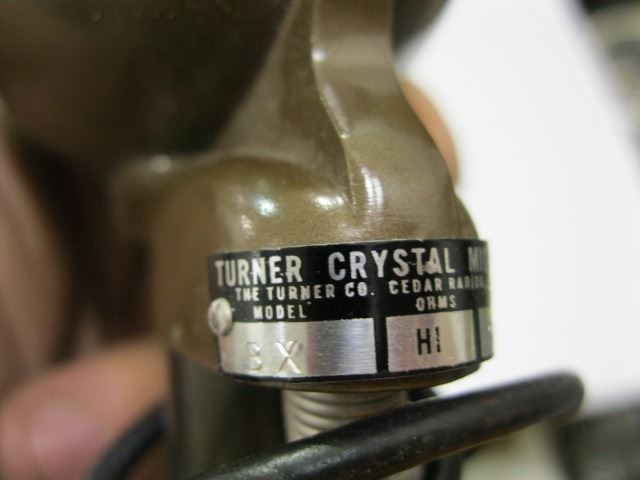 TURNER CRYSTAL
THE TURNER CO. CEDAR
MODEL OHMS
BX HI